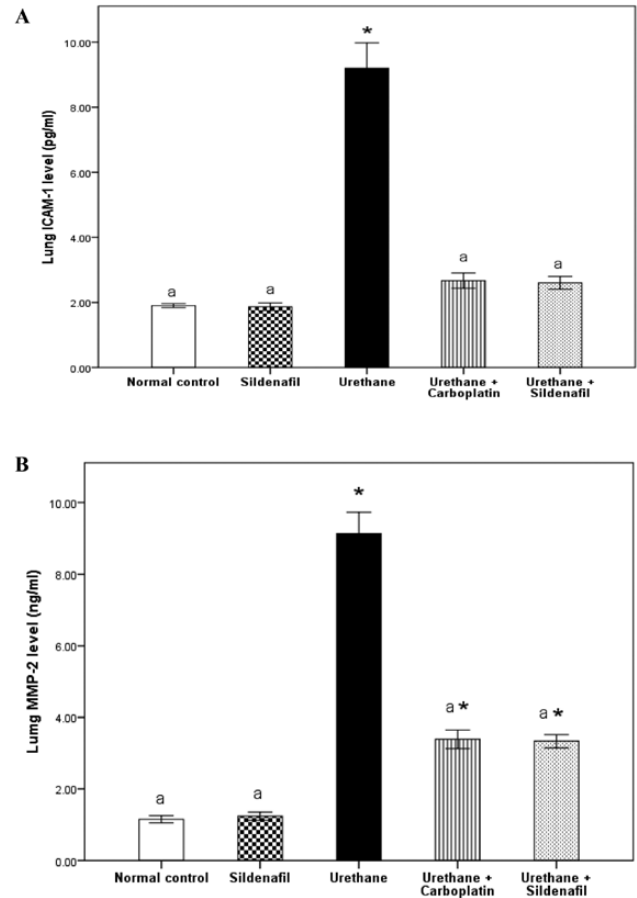 A
*
10.00
8.00
6.00
4.00
2.00
0.00
Lung ICAM-1 level (pg/ml)
a
a
a
a
Normal control
Sildenafil
Urethane
Urethane +
Carboplatin
Urethane +
Sildenafil
B
*
10.00
8.00
6.00
4.00
2.00
0.00
Lumg MMP-2 level (ng/ml)
a
a
a *
a *
Normal control
Sildenafil
Urethane
Urethane +
Carboplatin
Urethane +
Sildenafil